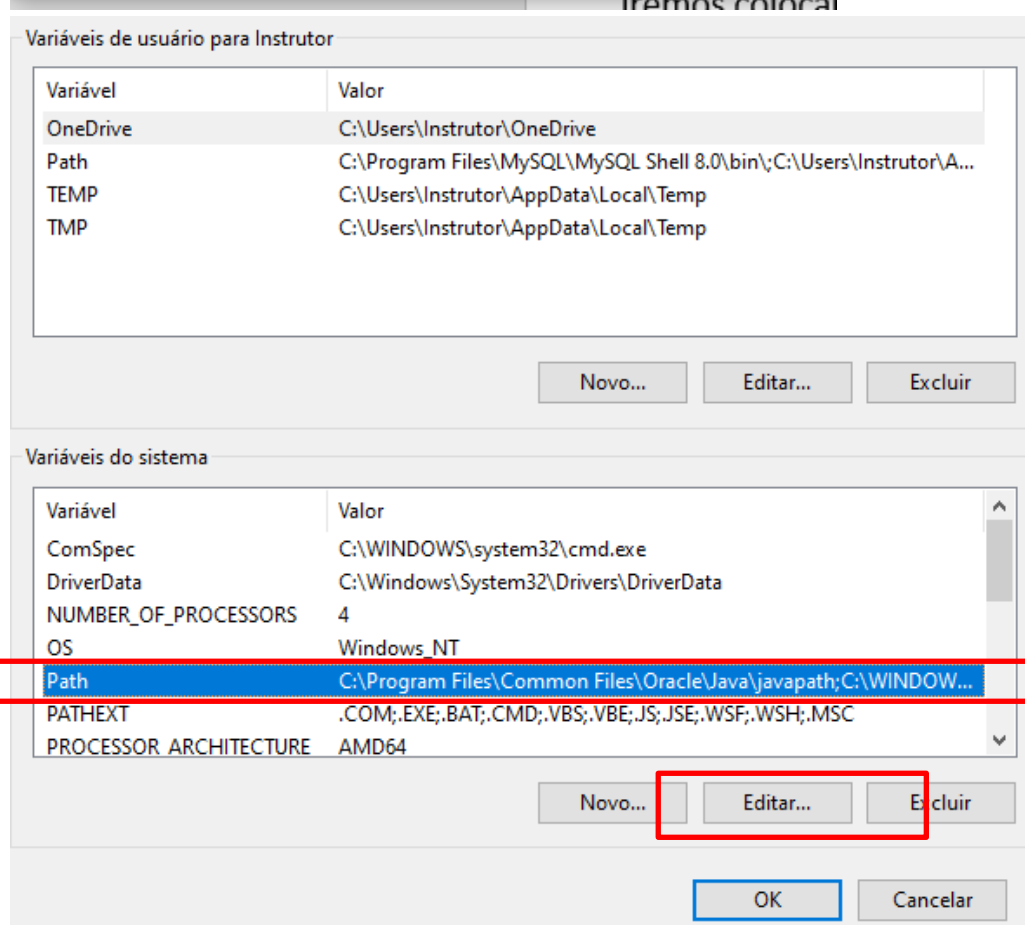 Iremos colocar
Variáveis de usuário para Instrutor
Variável Valor
OneDrive C:\Users\Instrutor\OneDrive
Path C:\Program Files\MySQL\MySQL Shell 8.0\bin\;C:\Users\Instrutor\A...
TEMP C:\Users\Instrutor\AppData\Local\Temp
TMP C:\Users\Instrutor\AppData\Local\Temp
Novo... Editar... Excluir
Variáveis do sistema
Variável Valor
ComSpec C:\WINDOWS\system32\cmd.exe
DriverData C:\Windows\System32\Drivers\DriverData
NUMBER_OF_PROCESSORS 4
OS Windows_NT
Path C:\Program Files\Common Files\Oracle\Java\javapath;C:\WINDOW...
PATHEXT .COM;.EXE;.BAT;.CMD;.VBS;.VBE;.JS;.JSE;.WSF;.WSH;.MSC
PROCESSOR_ARCHITECTURE AMD64
Novo... Editar... Excluir
OK Cancelar